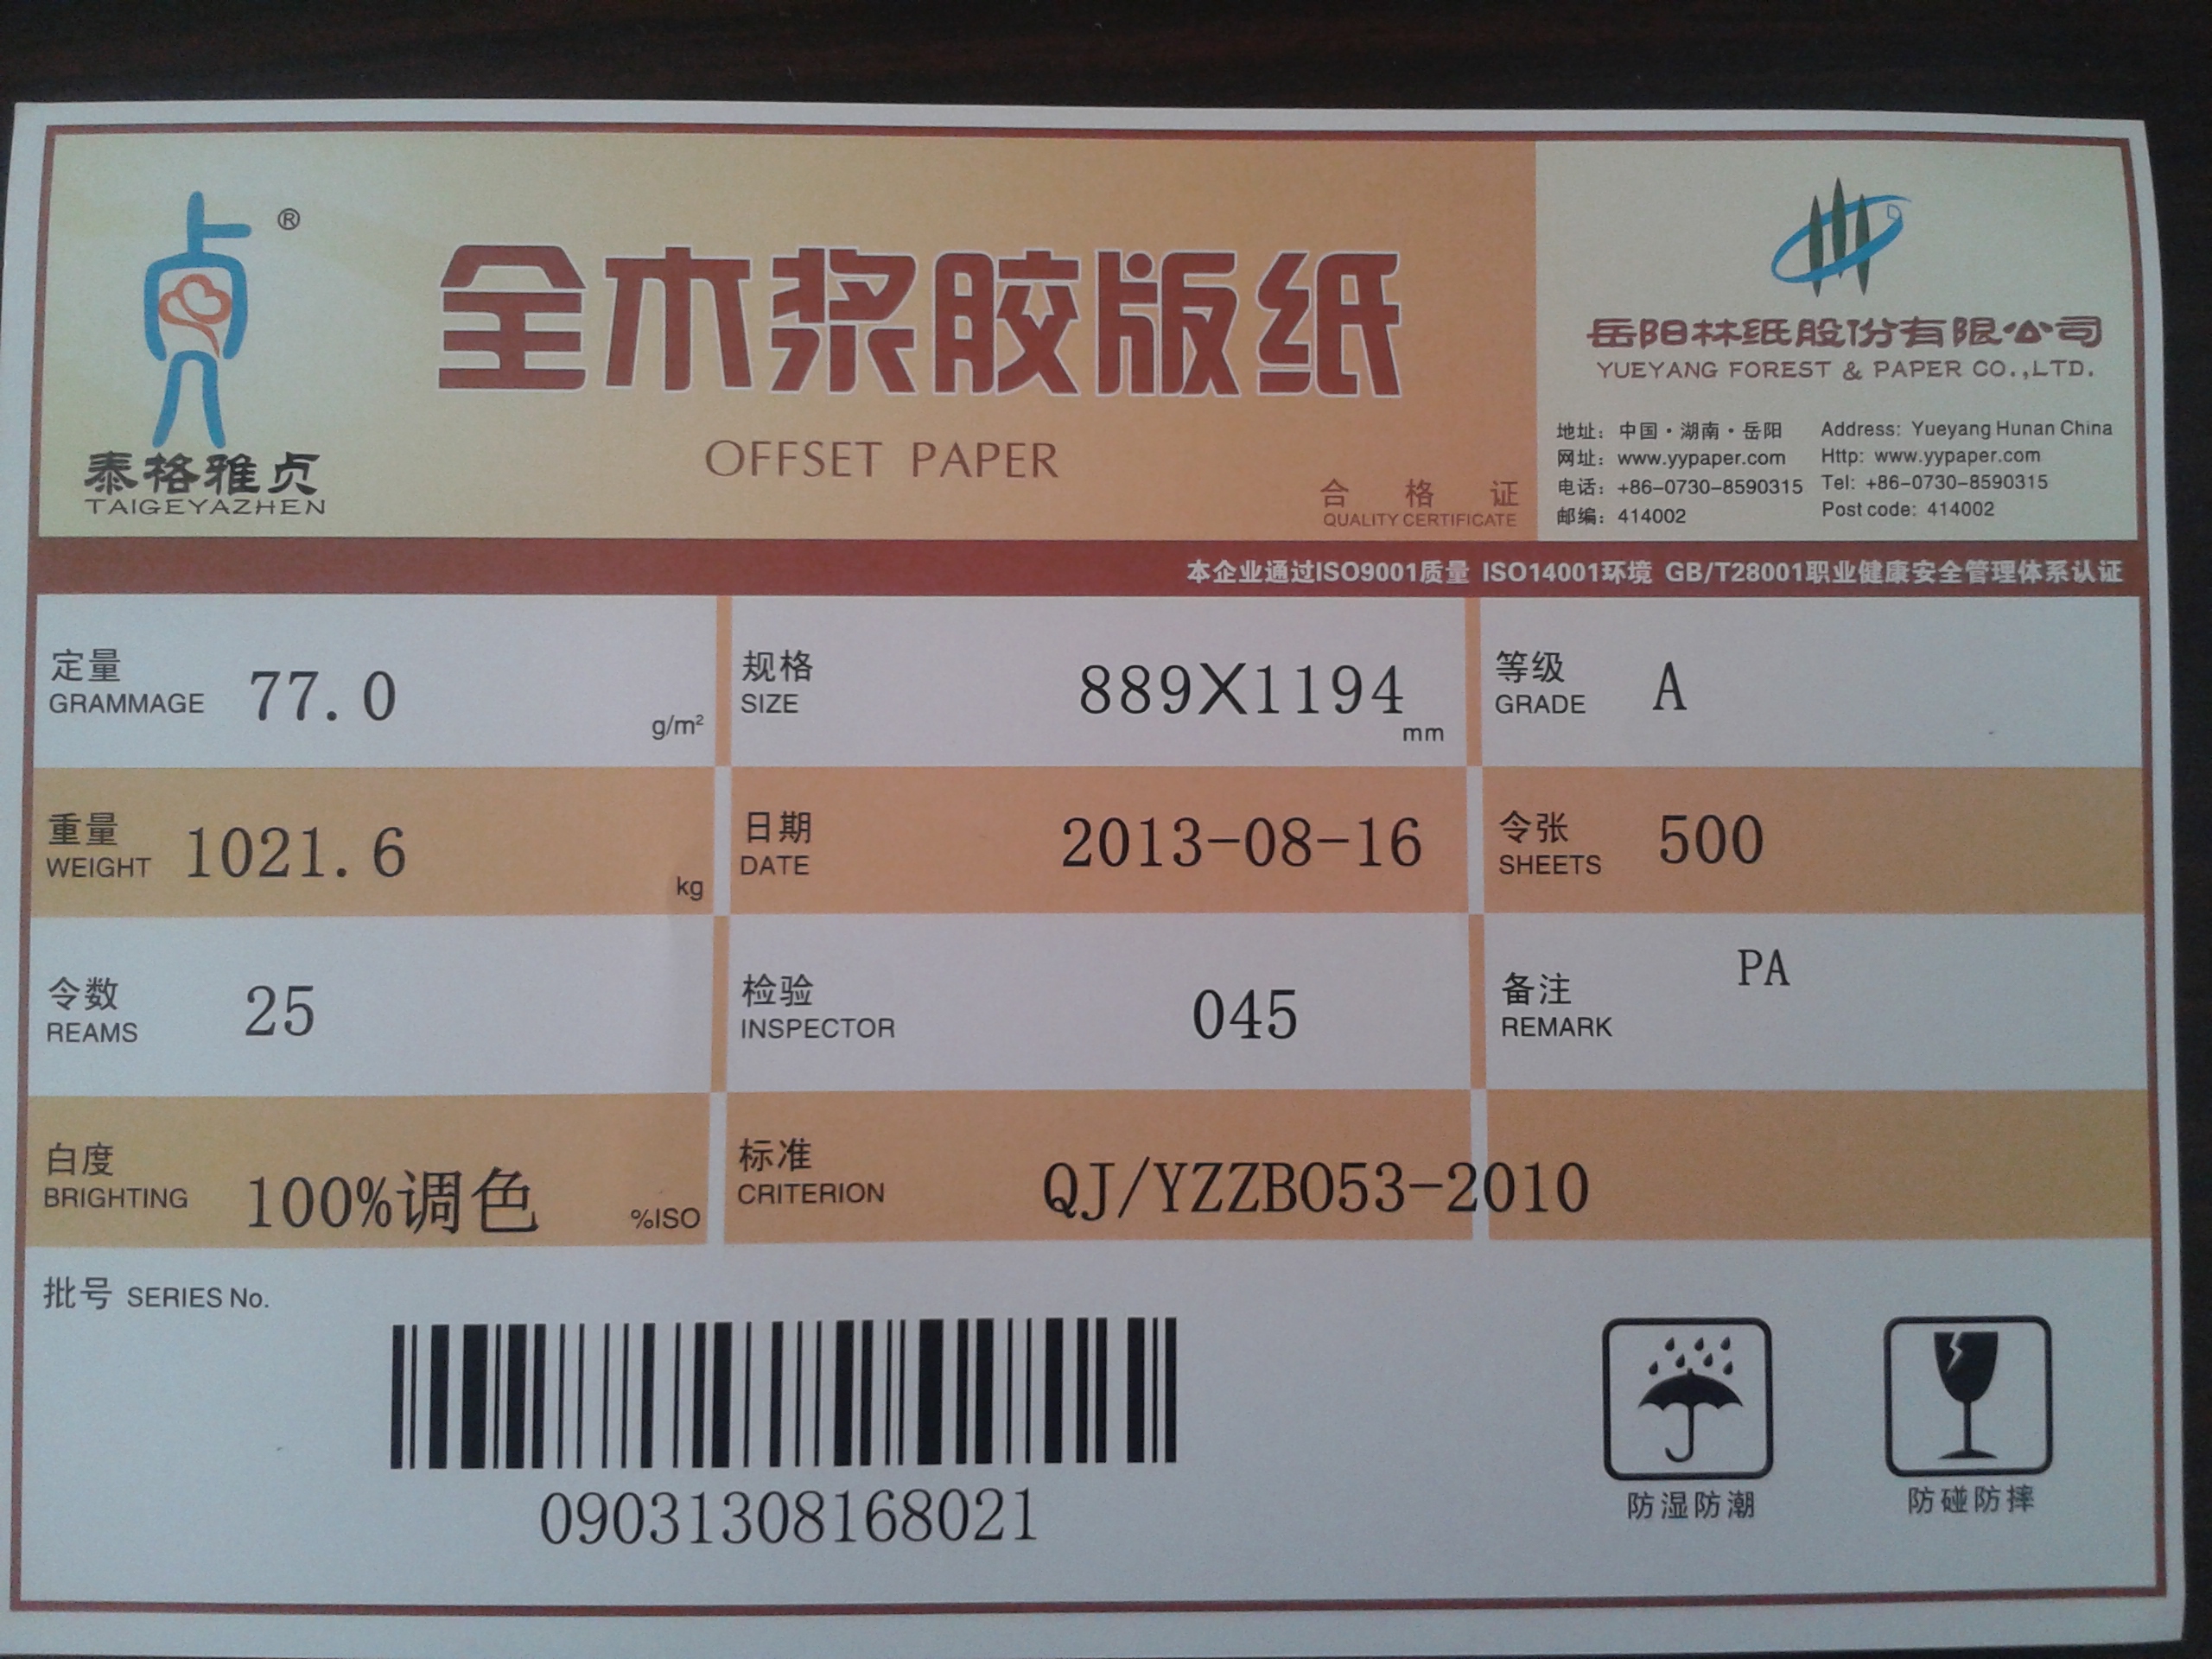 ®
泰格雅贞
TAIGEYAZHEN
全木浆胶版纸
OFFSET PAPER
合格证
QUALITY CERTIFICATE
岳阳林纸股份有限公司
YUEYANG FOREST & PAPER CO.,LTD.
地址：中国·湖南·岳阳 Address: Yueyang Hunan China
网址：www.yypaper.com Http: www.yypaper.com
电话：+86-0730-8590315 Tel: +86-0730-8590315
邮编：414002 Post code: 414002
本企业通过ISO9001质量 ISO14001环境 GB/T28001职业健康安全管理体系认证
定量 GRAMMAGE 77.0 g/m²
规格 SIZE 889X1194 mm
等级 GRADE A
重量 WEIGHT 1021.6 kg
日期 DATE 2013-08-16
令张 SHEETS 500
令数 REAMS 25
检验 INSPECTOR 045
备注 REMARK PA
白度 BRIGHTING 100%调色 %ISO
标准 CRITERION QJ/YZZB053-2010
批号 SERIES No.
09031308168021
防湿防潮
防碰防摔